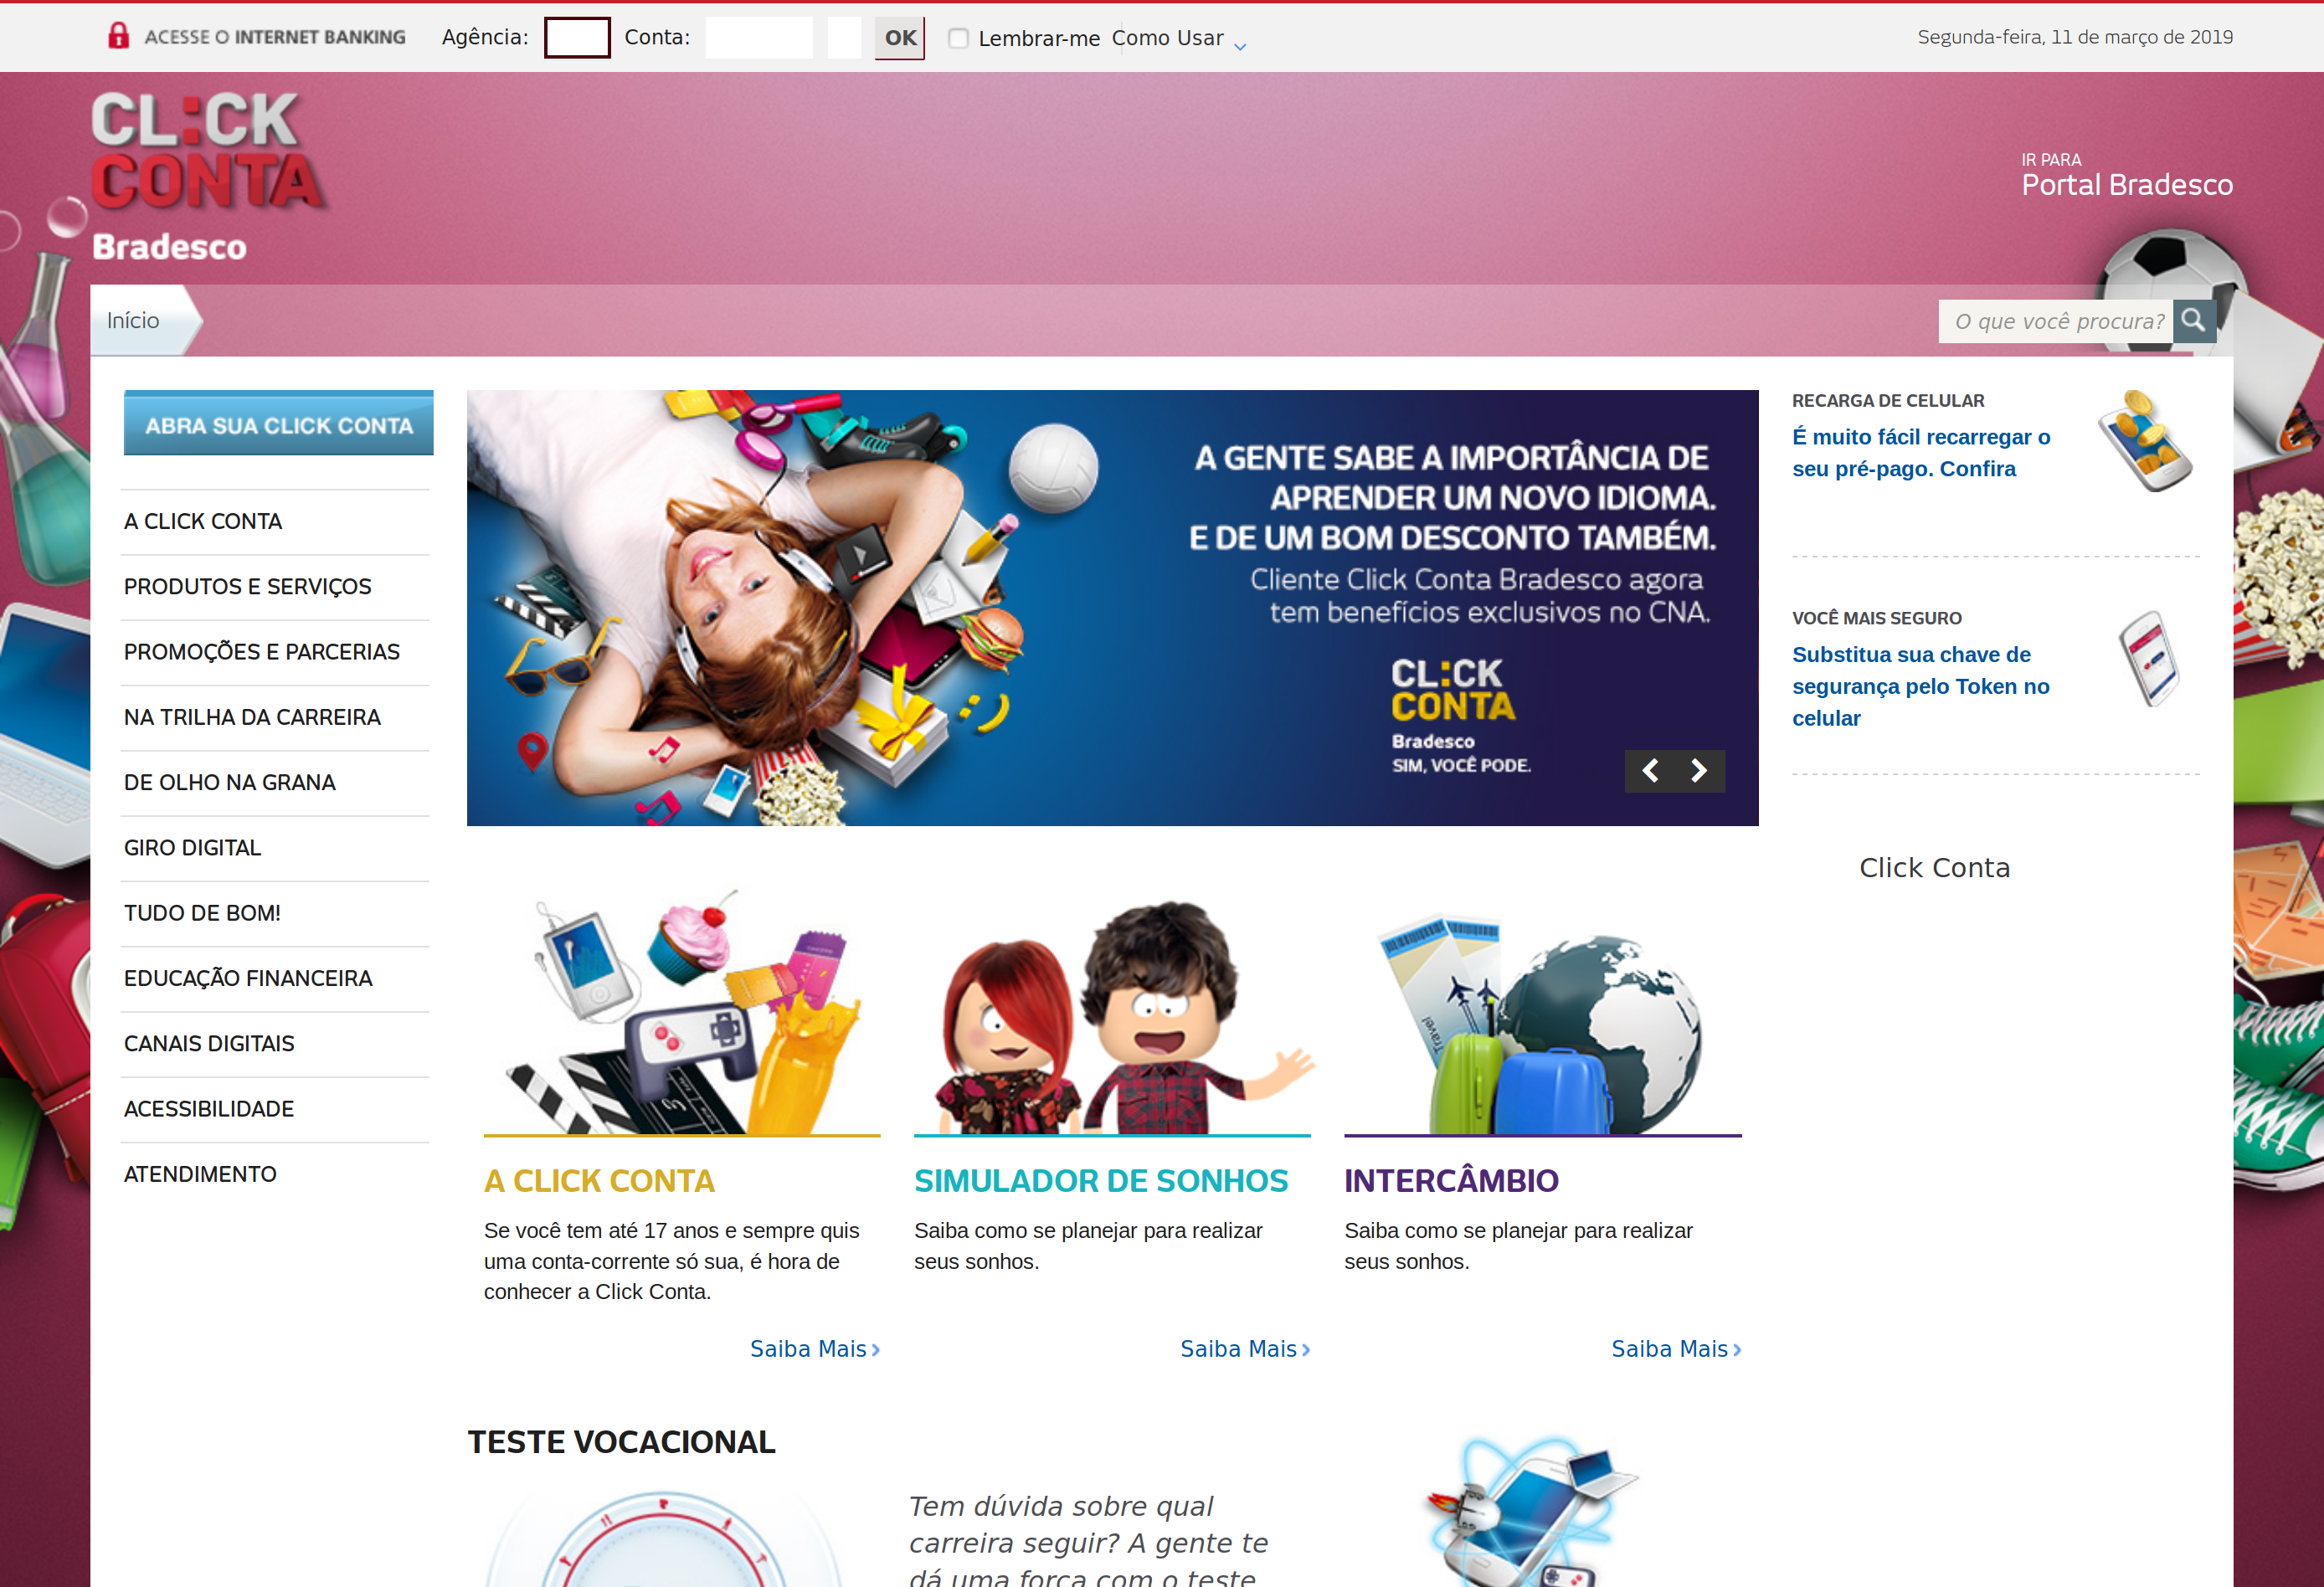 ACESSE O INTERNET BANKING
Agência:
Conta:
OK
Lembrar-me
Como Usar
Segunda-feira, 11 de março de 2019
CL:CK
CONTA
Bradesco
IR PARA
Portal Bradesco
Início
O que você procura?
ABRA SUA CLICK CONTA
A CLICK CONTA
PRODUTOS E SERVIÇOS
PROMOÇÕES E PARCERIAS
NA TRILHA DA CARREIRA
DE OLHO NA GRANA
GIRO DIGITAL
TUDO DE BOM!
EDUCAÇÃO FINANCEIRA
CANAIS DIGITAIS
ACESSIBILIDADE
ATENDIMENTO
A GENTE SABE A IMPORTÂNCIA DE
APRENDER UM NOVO IDIOMA.
E DE UM BOM DESCONTO TAMBÉM.
Cliente Click Conta Bradesco agora
tem benefícios exclusivos no CNA.
CL:CK
CONTA
Bradesco
SIM, VOCÊ PODE.
RECARGA DE CELULAR
É muito fácil recarregar o
seu pré-pago. Confira
VOCÊ MAIS SEGURO
Substitua sua chave de
segurança pelo Token no
celular
Click Conta
Travel
A CLICK CONTA
Se você tem até 17 anos e sempre quis
uma conta-corrente só sua, é hora de
conhecer a Click Conta.
Saiba Mais
SIMULADOR DE SONHOS
Saiba como se planejar para realizar
seus sonhos.
Saiba Mais
INTERCÂMBIO
Saiba como se planejar para realizar
seus sonhos.
Saiba Mais
TESTE VOCACIONAL
Tem dúvida sobre qual
carreira seguir? A gente te
dá uma força com o teste